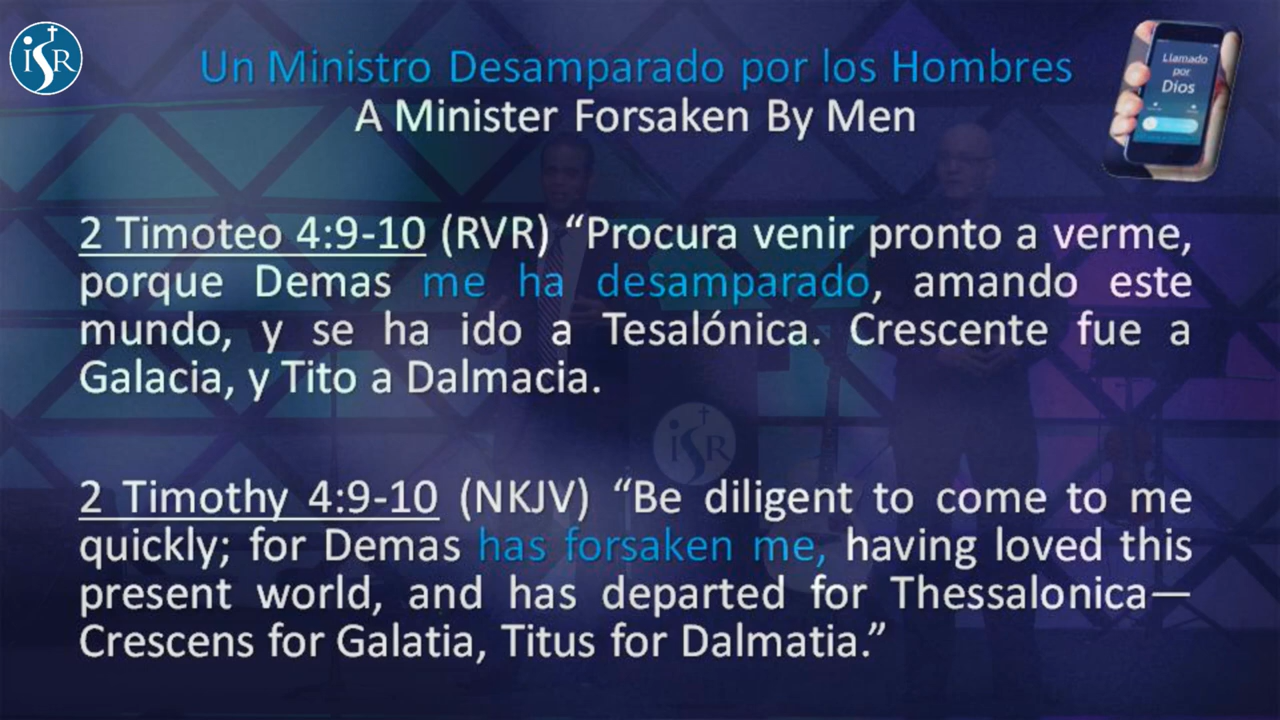 iSR
Un Ministro Desamparado por los Hombres
A Minister Forsaken By Men
Llamado
por
Dios
2 Timoteo 4:9-10 (RVR) “Procura venir pronto a verme,
porque Demas me ha desamparado, amando este
mundo, y se ha ido a Tesalónica. Crescente fue a
Galacia, y Tito a Dalmacia.
iSR
2 Timothy 4:9-10 (NKJV) “Be diligent to come to me
quickly; for Demas has forsaken me, having loved this
present world, and has departed for Thessalonica—
Crescens for Galatia, Titus for Dalmatia.”